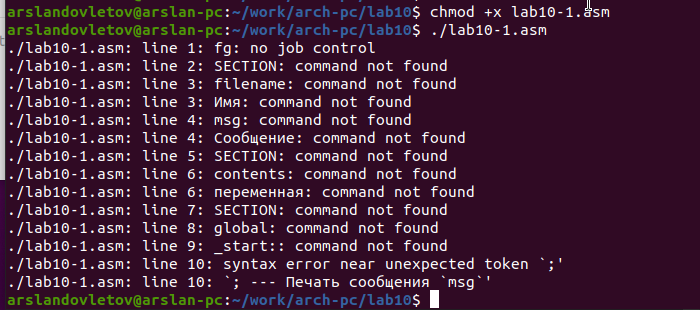 arslandovletov@arslan-pc:~/work/arch-pc/lab10$ chmod +x lab10-1.asm
arslandovletov@arslan-pc:~/work/arch-pc/lab10$ ./lab10-1.asm
./lab10-1.asm: line 1: fg: no job control
./lab10-1.asm: line 2: SECTION: command not found
./lab10-1.asm: line 3: filename: command not found
./lab10-1.asm: line 3: Имя: command not found
./lab10-1.asm: line 4: msg: command not found
./lab10-1.asm: line 4: Сообщение: command not found
./lab10-1.asm: line 5: SECTION: command not found
./lab10-1.asm: line 6: contents: command not found
./lab10-1.asm: line 6: переменная: command not found
./lab10-1.asm: line 7: SECTION: command not found
./lab10-1.asm: line 8: global: command not found
./lab10-1.asm: line 9: _start:: command not found
./lab10-1.asm: line 10: syntax error near unexpected token `;'
./lab10-1.asm: line 10: `; --- Печать сообщения `msg`'
arslandovletov@arslan-pc:~/work/arch-pc/lab10$